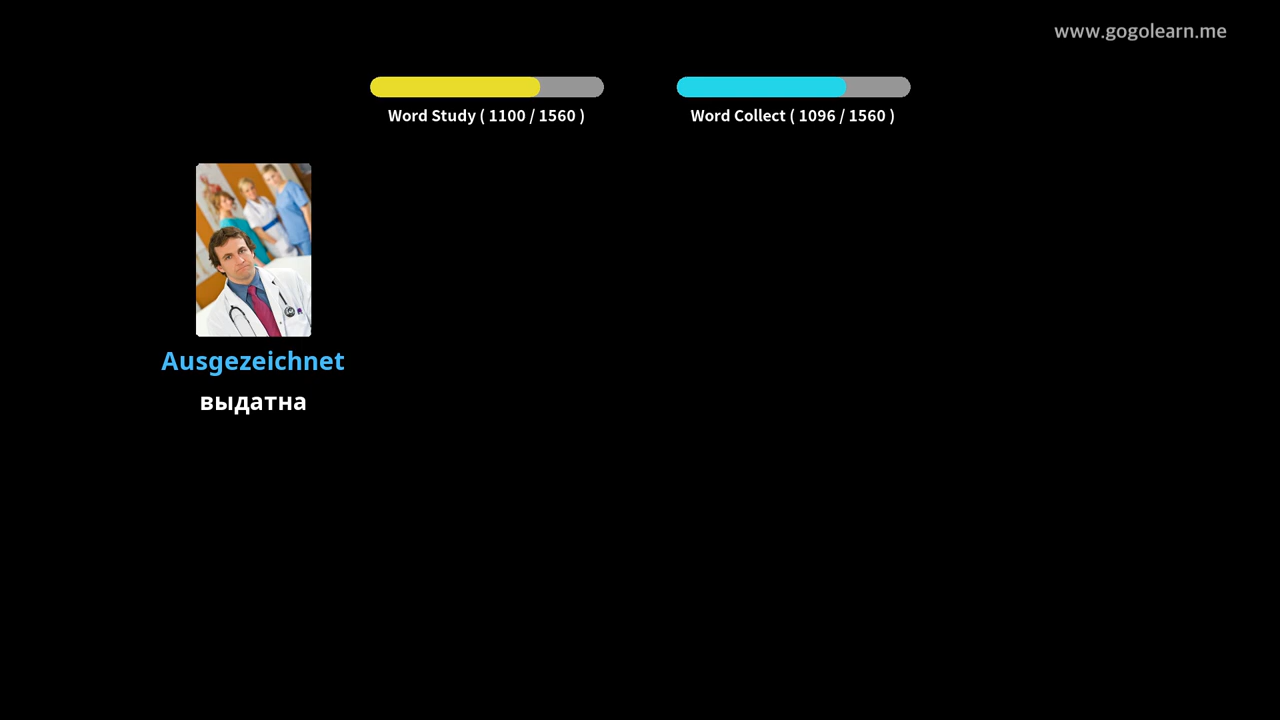 www.gogolearn.me
Word Study ( 1100 / 1560 )
Word Collect ( 1096 / 1560 )
Ausgezeichnet
выдатна